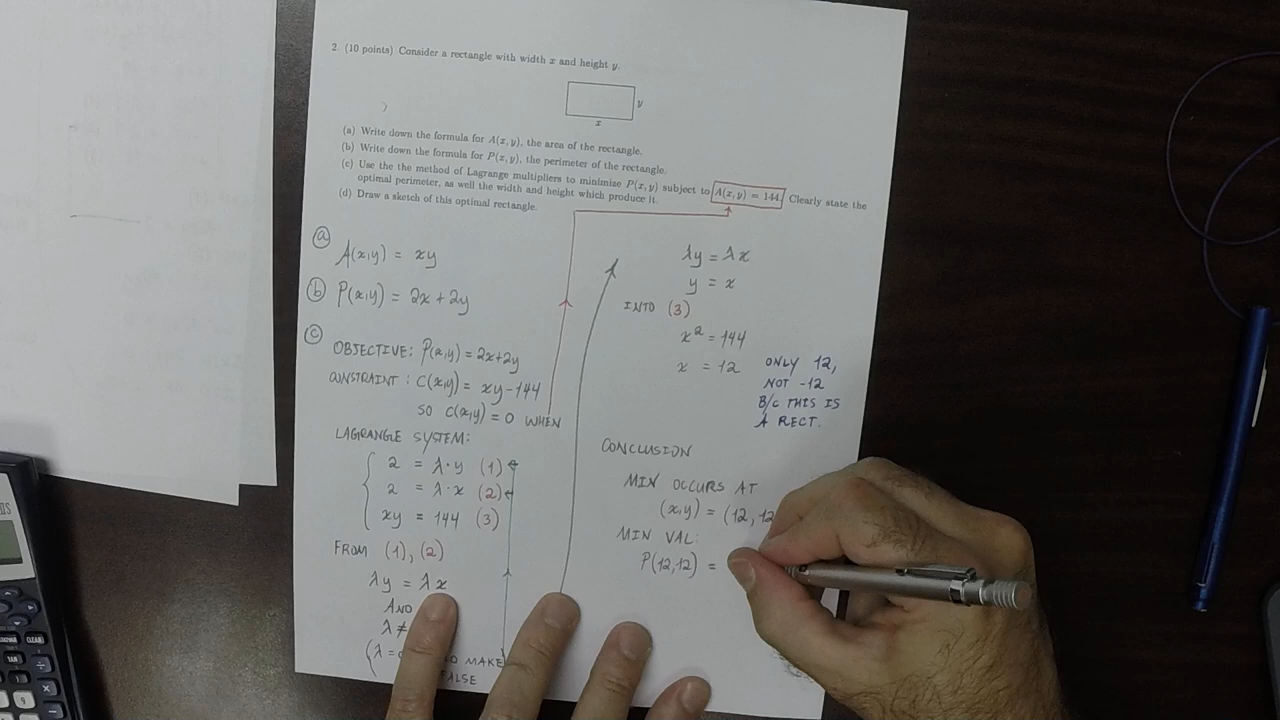 2. (10 points) Consider a rectangle with width x and height y.
y
x
(a) Write down the formula for A(x, y), the area of the rectangle.
(b) Write down the formula for P(x, y), the perimeter of the rectangle.
(c) Use the the method of Lagrange multipliers to minimize P(x, y) subject to A(x, y) = 144. Clearly state the
optimal perimeter, as well the width and height which produce it.
(d) Draw a sketch of this optimal rectangle.
(a) A(x,y) = xy
(b) P(x,y) = 2x + 2y
(c) OBJECTIVE: P(x,y) = 2x+2y
CONSTRAINT: C(x,y) = xy-144
SO C(x,y) = 0 WHEN
LAGRANGE SYSTEM:
2 = λ·y (1)
2 = λ·x (2)
xy = 144 (3)
FROM (1), (2)
λy = λx
AND
λ ≠
(λ =
MAKE
FALSE
λy = λx
y = x
INTO (3)
x² = 144
x = 12
ONLY 12,
NOT -12
B/C THIS IS
A RECT.
CONCLUSION
MIN OCCURS AT
(x,y) = (12, 12
MIN VAL:
P(12,12) =
CLEAR
TAN